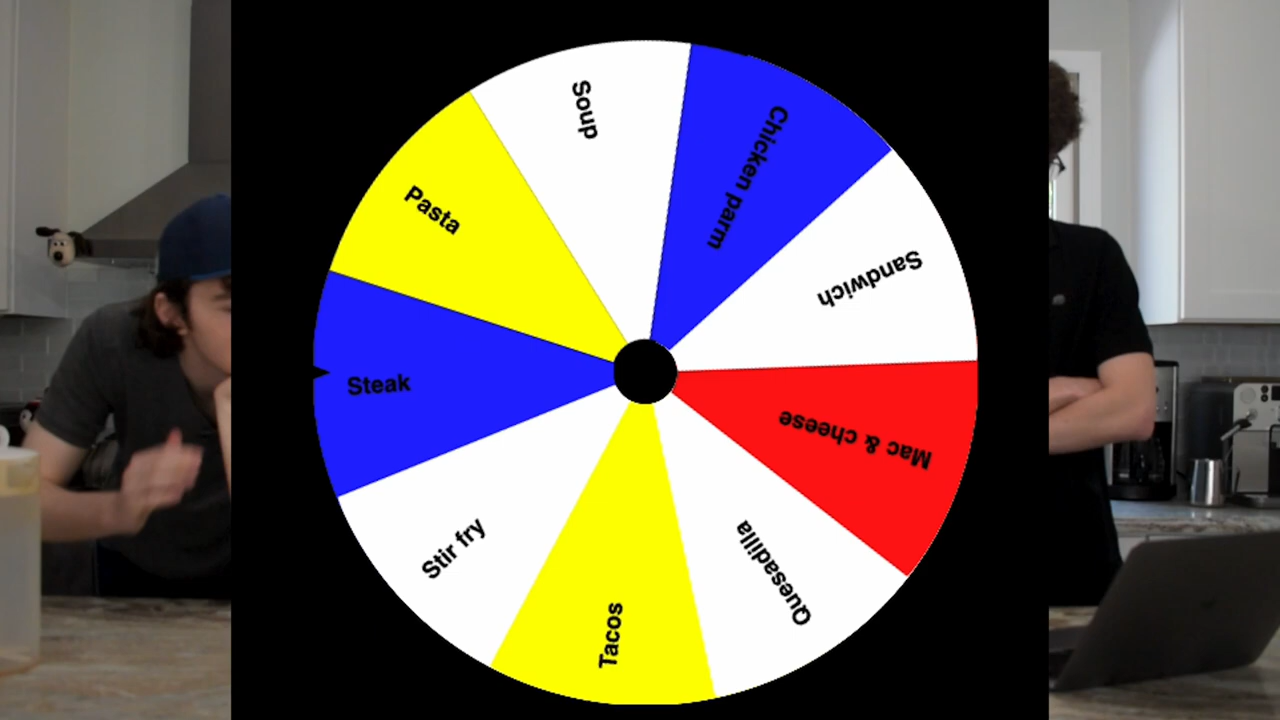 Soup
Chicken parm
Sandwich
Mac & cheese
Quesadilla
Tacos
Stir fry
Steak
Pasta